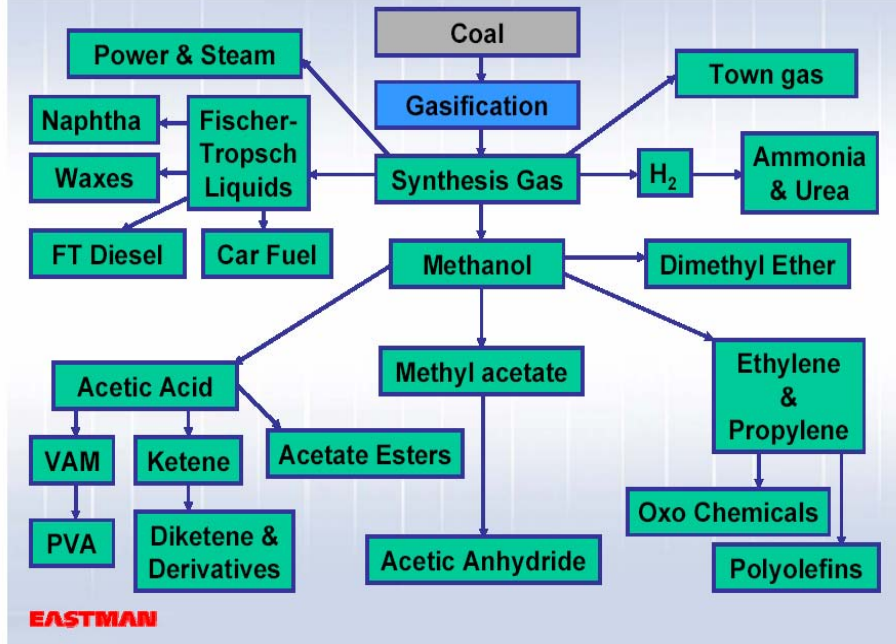 Coal
Power & Steam
Town gas
Gasification
Naphtha
Fischer-
Tropsch
Liquids
Waxes
Synthesis Gas
H₂
Ammonia
& Urea
FT Diesel
Car Fuel
Methanol
Dimethyl Ether
Acetic Acid
Methyl acetate
Ethylene
&
Propylene
VAM
Ketene
Acetate Esters
Oxo Chemicals
PVA
Diketene &
Derivatives
Acetic Anhydride
Polyolefins
EASTMAN